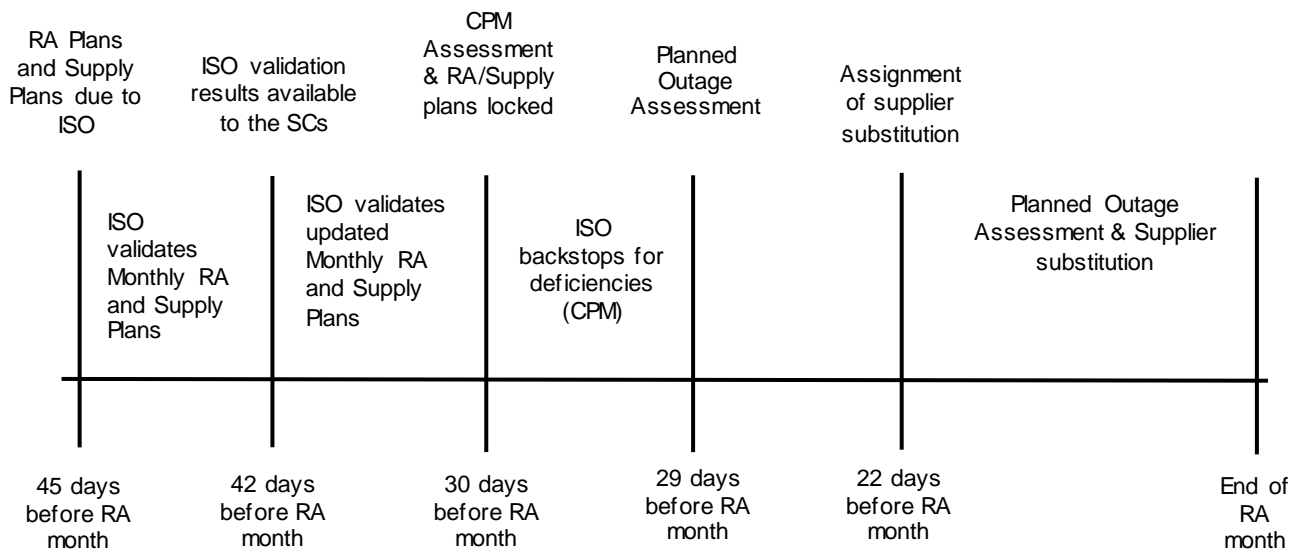 RA Plans
and Supply
Plans due to
ISO
ISO validation
results available
to the SCs
CPM
Assessment
& RA/Supply
plans locked
Planned
Outage
Assessment
Assignment
of supplier
substitution
ISO
validates
Monthly RA
and Supply
Plans
ISO validates
updated
Monthly RA
and Supply
Plans
ISO
backstops for
deficiencies
(CPM)
Planned Outage
Assessment & Supplier
substitution
45 days
before RA
month
42 days
before RA
month
30 days
before RA
month
29 days
before RA
month
22 days
before RA
month
End of
RA
month